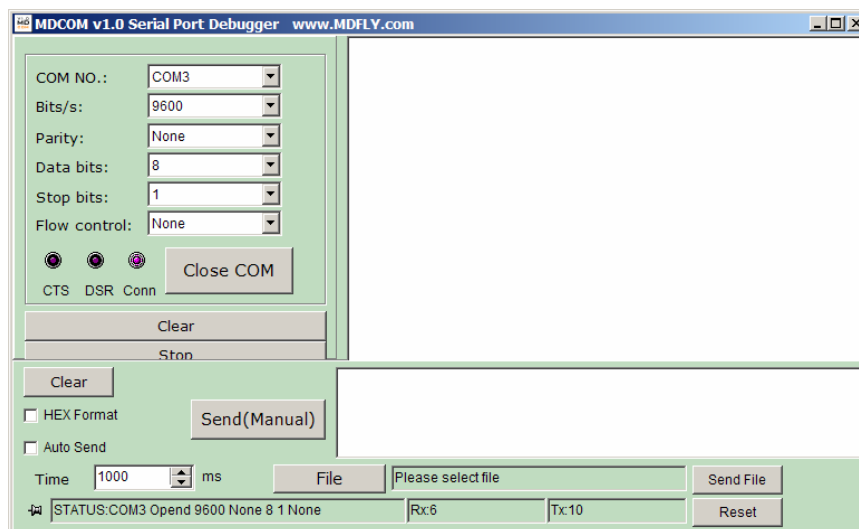 MDCOM v1.0 Serial Port Debugger www.MDFLY.com
COM NO.: COM3
Bits/s: 9600
Parity: None
Data bits: 8
Stop bits: 1
Flow control: None
CTS DSR Conn
Close COM
Clear
Stop
Clear
HEX Format
Send(Manual)
Auto Send
Time 1000 ms File Please select file Send File
STATUS:COM3 Opend 9600 None 8 1 None Rx:6 Tx:10 Reset